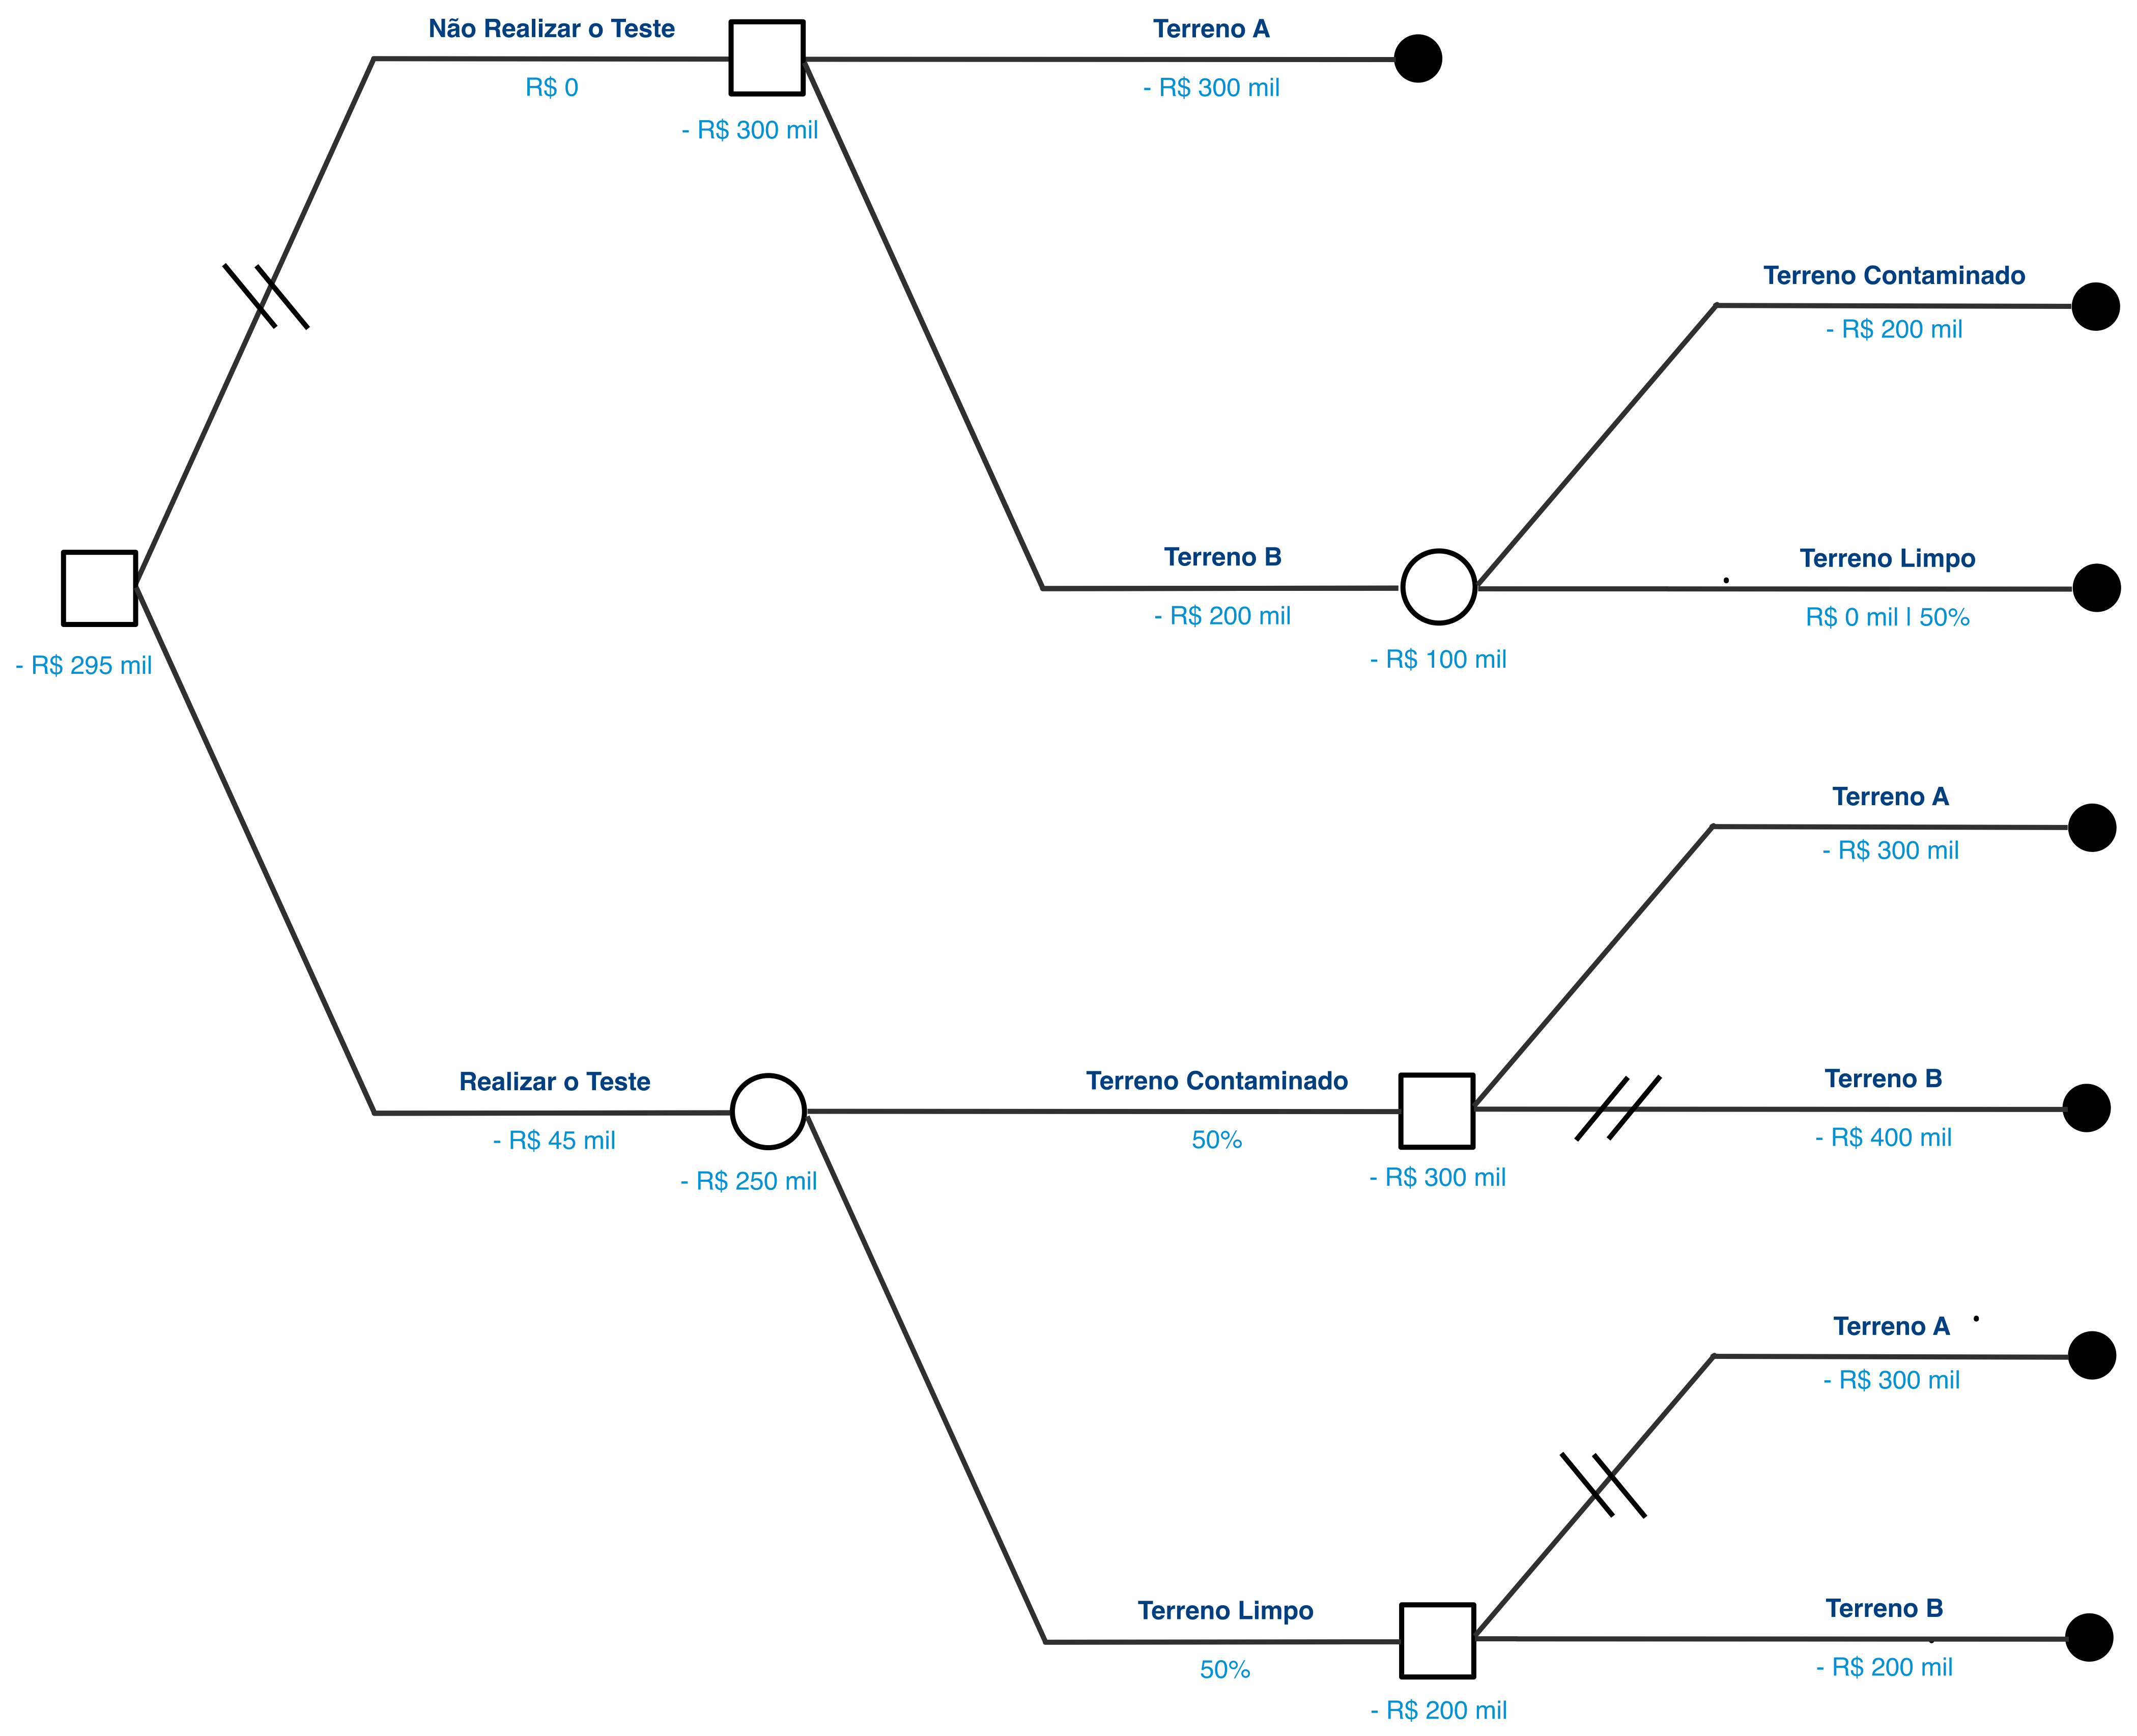 Não Realizar o Teste
R$ 0
- R$ 300 mil
Terreno A
- R$ 300 mil
Terreno Contaminado
- R$ 200 mil
Terreno B
- R$ 200 mil
- R$ 100 mil
Terreno Limpo
R$ 0 mil | 50%
- R$ 295 mil
Terreno A
- R$ 300 mil
Realizar o Teste
- R$ 45 mil
- R$ 250 mil
Terreno Contaminado
50%
- R$ 300 mil
Terreno B
- R$ 400 mil
Terreno A
- R$ 300 mil
Terreno Limpo
50%
- R$ 200 mil
Terreno B
- R$ 200 mil